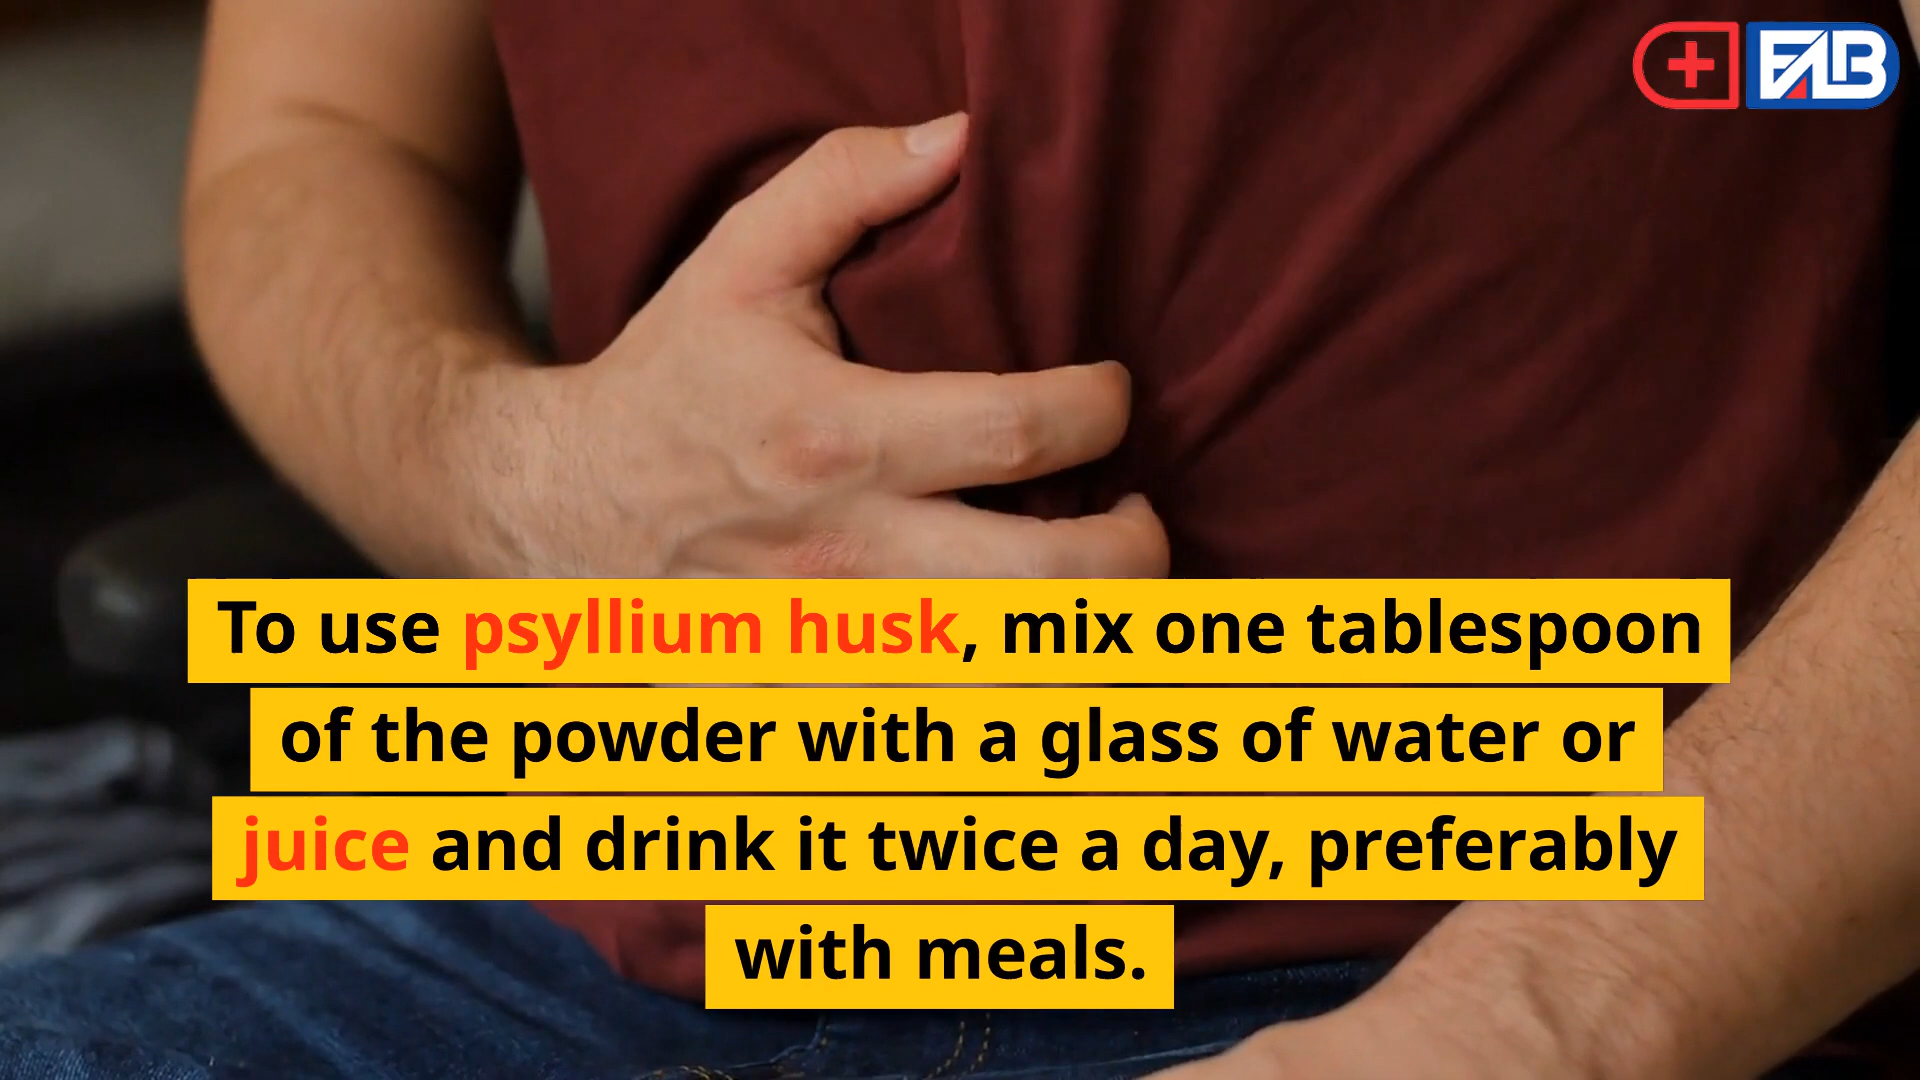 FAB
To use psyllium husk, mix one tablespoon
of the powder with a glass of water or
juice and drink it twice a day, preferably
with meals.